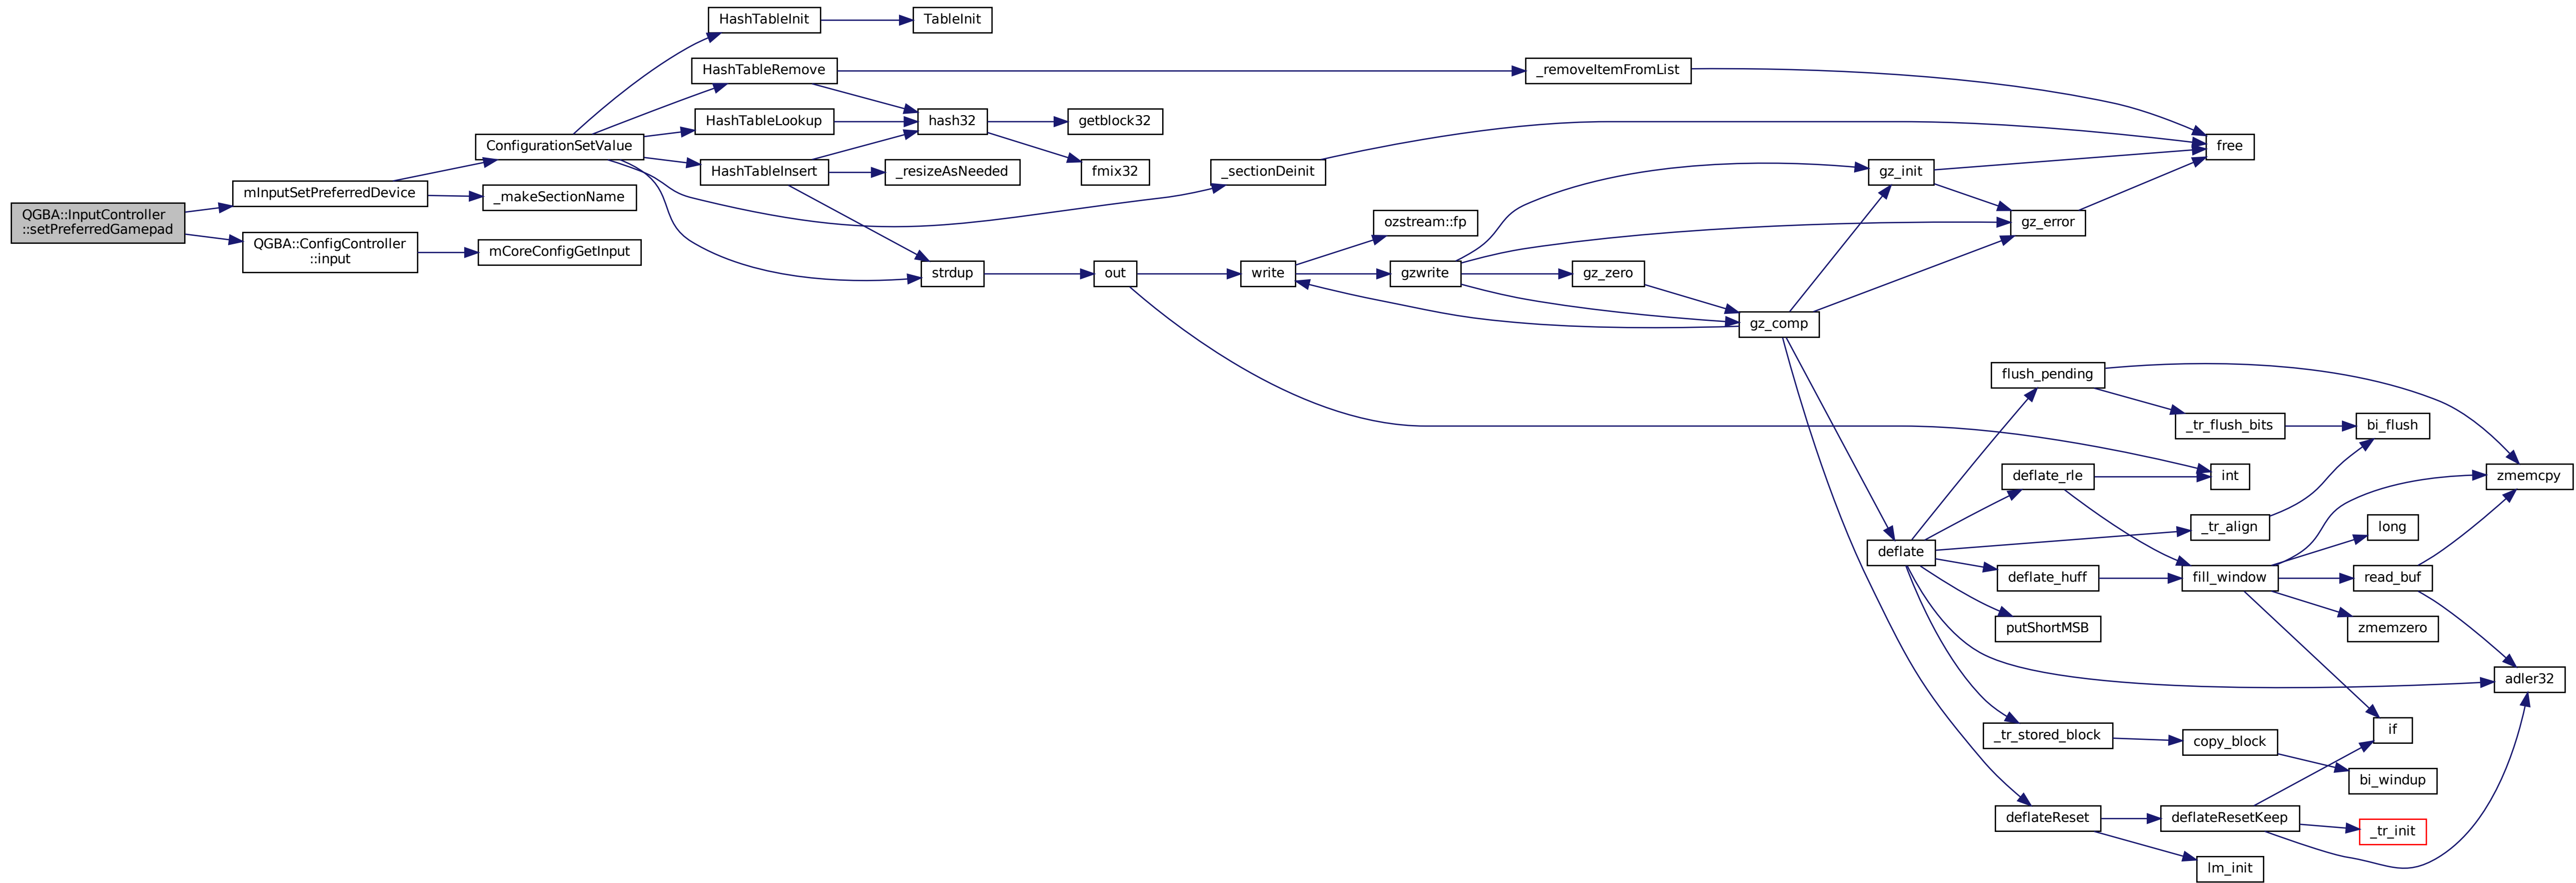 HashTableInit
TableInit
HashTableRemove
_removeItemFromList
HashTableLookup
hash32
getblock32
ConfigurationSetValue
free
HashTableInsert
_resizeAsNeeded
fmix32
_sectionDeinit
gz_init
mInputSetPreferredDevice
_makeSectionName
QGBA::InputController
::setPreferredGamepad
ozstream::fp
gz_error
QGBA::ConfigController
::input
mCoreConfigGetInput
strdup
out
write
gzwrite
gz_zero
gz_comp
flush_pending
_tr_flush_bits
bi_flush
deflate_rle
int
zmemcpy
_tr_align
long
deflate
deflate_huff
fill_window
read_buf
putShortMSB
zmemzero
adler32
_tr_stored_block
copy_block
if
bi_windup
deflateReset
deflateResetKeep
_tr_init
lm_init